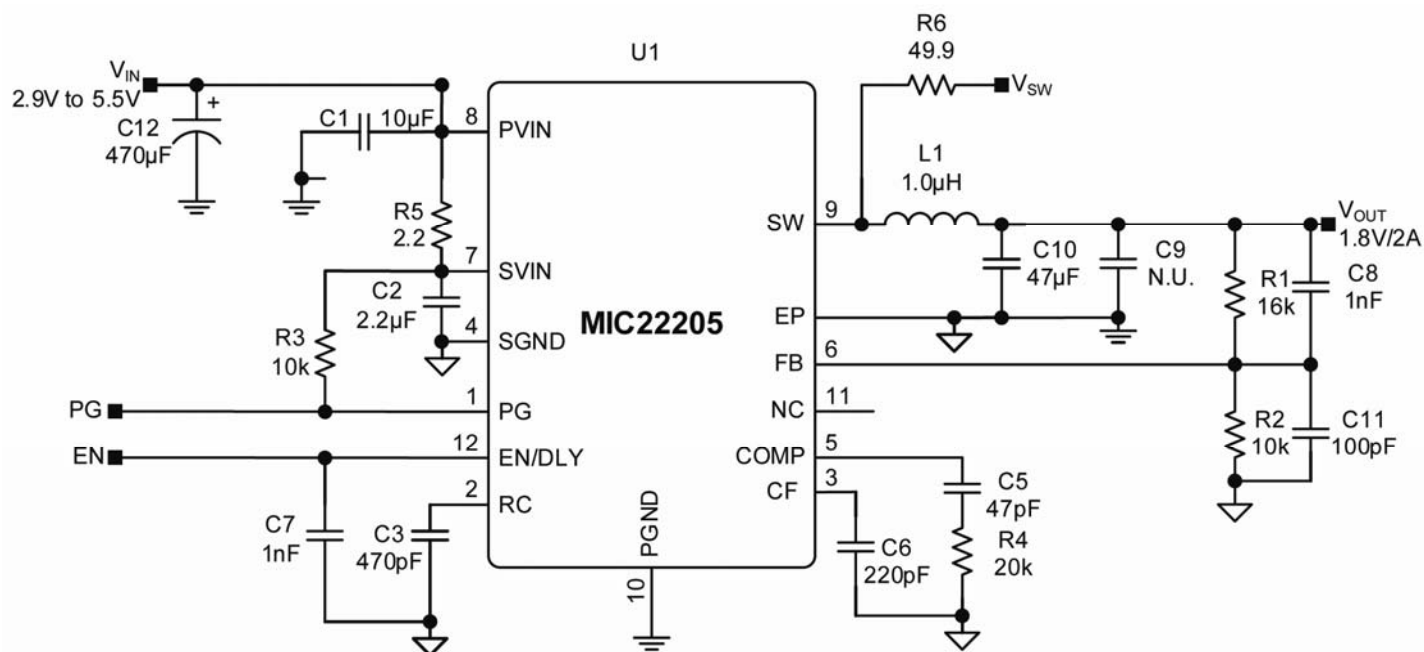 U1
MIC22205
V_IN
2.9V to 5.5V
C12
470µF
+
C1
10µF
8
PVIN
R5
2.2
7
SVIN
C2
2.2µF
4
SGND
R3
10k
PG
1
PG
EN
12
EN/DLY
2
RC
C7
1nF
C3
470pF
PGND
10
R6
49.9
V_SW
L1
1.0µH
SW
9
V_OUT
1.8V/2A
C10
47µF
C9
N.U.
R1
16k
C8
1nF
EP
FB
6
NC
11
R2
10k
C11
100pF
COMP
5
CF
3
C5
47pF
R4
20k
C6
220pF